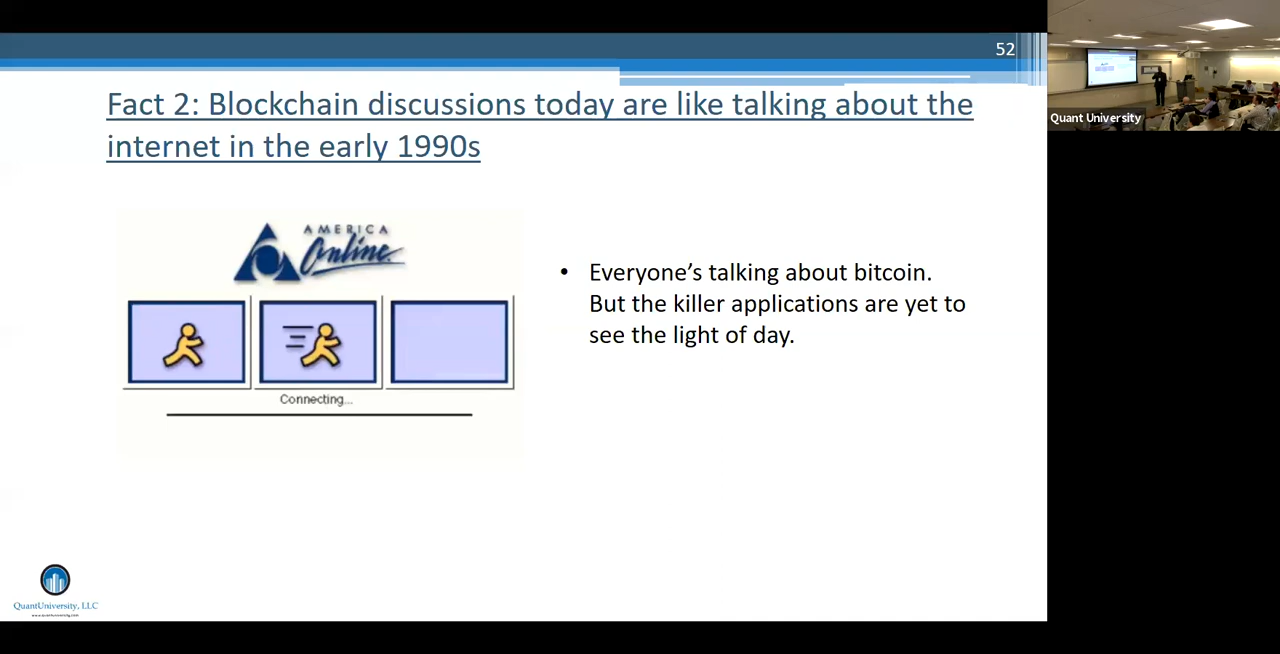 52
Fact 2: Blockchain discussions today are like talking about the
internet in the early 1990s
AMERICA
Online
Connecting...
• Everyone’s talking about bitcoin.
But the killer applications are yet to
see the light of day.
QuantUniversity, LLC
Quant University